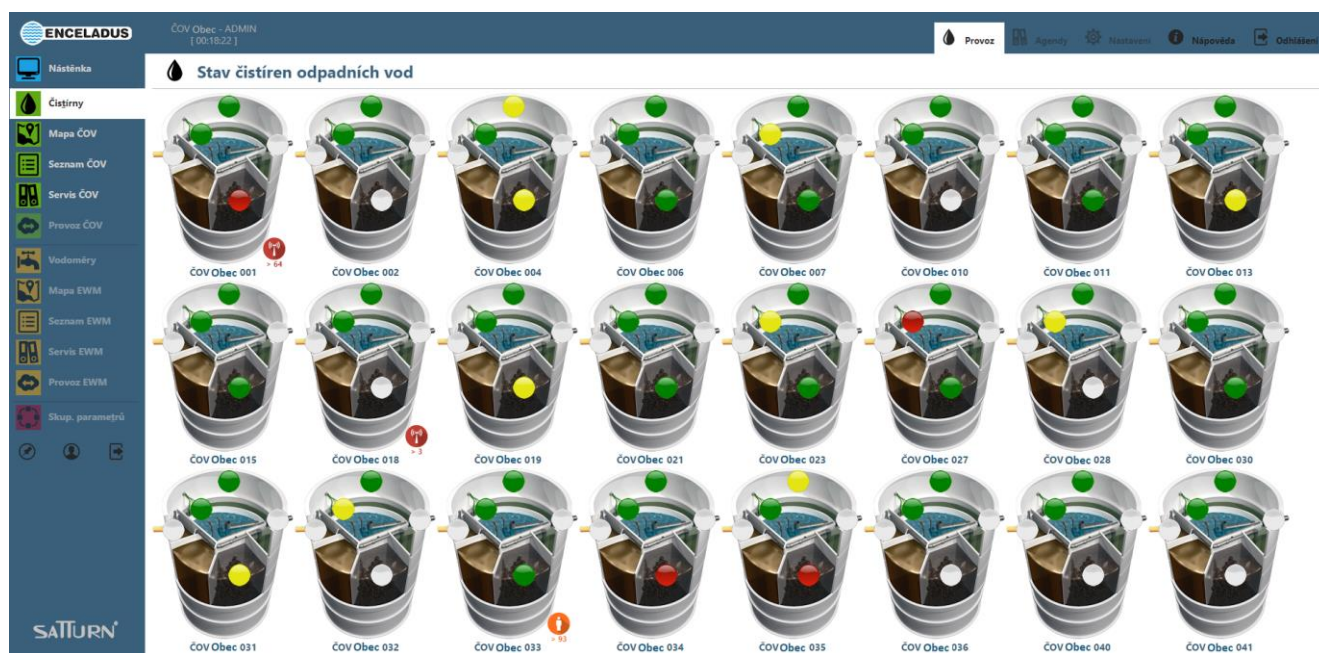 ENCELADUS
ČOV Obec - ADMIN
[ 00:18:22 ]
Provoz
Agendy
Nastavení
Nápověda
Odhlášení
Nástěnka
Stav čistíren odpadních vod
Čistírny
Mapa ČOV
Seznam ČOV
Servis ČOV
Provoz ČOV
Vodoměry
Mapa EWM
Seznam EWM
Servis EWM
Provoz EWM
Skup. parametrů
SATTURN
> 64
ČOV Obec 001
ČOV Obec 002
ČOV Obec 004
ČOV Obec 006
ČOV Obec 007
ČOV Obec 010
ČOV Obec 011
ČOV Obec 013
> 3
ČOV Obec 015
ČOV Obec 018
ČOV Obec 019
ČOV Obec 021
ČOV Obec 023
ČOV Obec 027
ČOV Obec 028
ČOV Obec 030
> 93
ČOV Obec 031
ČOV Obec 032
ČOV Obec 033
ČOV Obec 034
ČOV Obec 035
ČOV Obec 036
ČOV Obec 040
ČOV Obec 041